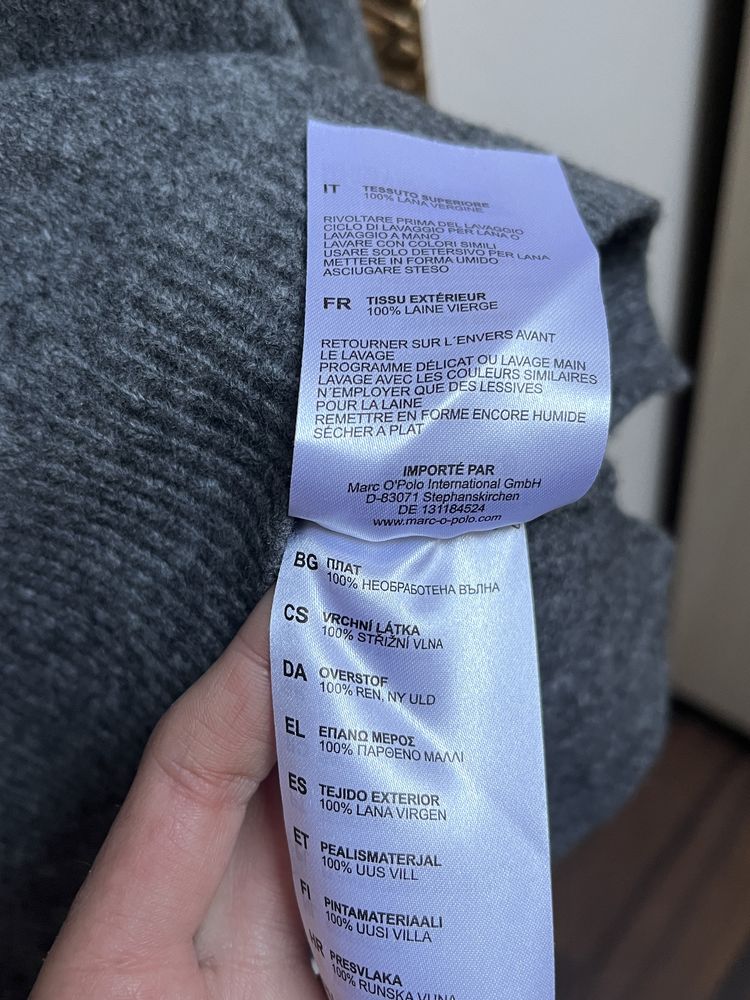 IT TESSUTO SUPERIORE
100% LANA VERGINE
RIVOLTARE PRIMA DEL LAVAGGIO
CICLO DI LAVAGGIO PER LANA O
LAVAGGIO A MANO
LAVARE CON COLORI SIMILI
USARE SOLO DETERSIVO PER LANA
METTERE IN FORMA UMIDO
ASCIUGARE STESO
FR TISSU EXTÉRIEUR
100% LAINE VIERGE
RETOURNER SUR L´ENVERS AVANT
LE LAVAGE
PROGRAMME DÉLICAT OU LAVAGE MAIN
LAVAGE AVEC LES COULEURS SIMILAIRES
N´EMPLOYER QUE DES LESSIVES
POUR LA LAINE
REMETTRE EN FORME ENCORE HUMIDE
SÉCHER A PLAT
IMPORTÉ PAR
Marc O'Polo International GmbH
D-83071 Stephanskirchen
DE 131184524
www.marc-o-polo.com
BG ПЛАТ
100% НЕОБРАБОТЕНА ВЪЛНА
CS VRCHNÍ LÁTKA
100% STŘIŽNÍ VLNA
DA OVERSTOF
100% REN, NY ULD
EL ΕΠΑΝΩ ΜΕΡΟΣ
100% ΠΑΡΘΕΝΟ ΜΑΛΛΙ
ES TEJIDO EXTERIOR
100% LANA VIRGEN
ET PEALISMATERJAL
100% UUS VILL
FI PINTAMATERIAALI
100% UUSI VILLA
HR PRESVLAKA
100% RUNSKA VUNA